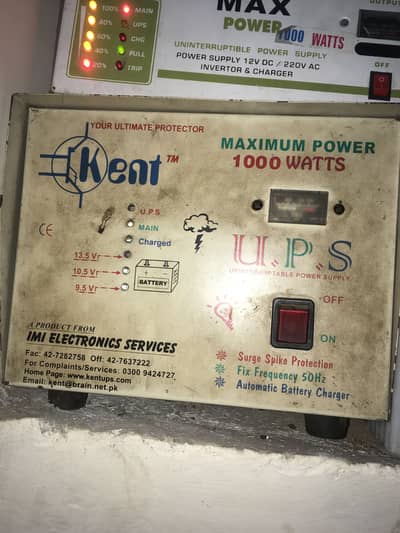 100% MAIN
80% UPS
60% CHG
40% FULL
20% TRIP
MAX
POWER 1000 WATTS
UNINTERRUPTIBLE POWER SUPPLY
POWER SUPPLY 12V DC / 220V AC
INVERTOR & CHARGER
OUTPUT
OFF
YOUR ULTIMATE PROTECTOR
Kent TM
MAXIMUM POWER
1000 WATTS
U.P.S
MAIN
Charged
CE
13.5 Vr
10.5 Vr
9.5 Vr
BATTERY
U.P.S
UNINTERRUPTABLE POWER SUPPLY
OFF
ON
A PRODUCT FROM
IMI ELECTRONICS SERVICES
Fac: 42-7282758 Off: 42-7637222
For Complaints/Services: 0300 9424727
Home Page: www.kentups.com
Email: kent@brain.net.pk
Surge Spike Protection
Fix Frequency 50Hz
Automatic Battery Charger